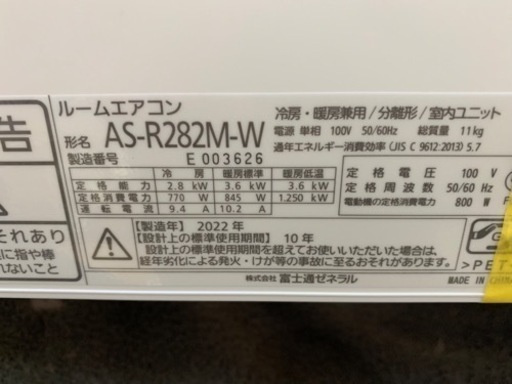 ルームエアコン
形名 AS-R282M-W
製造番号 E 003626
冷房・暖房兼用/分離形/室内ユニット
電源 単相 100V 50/60Hz 総質量 11kg
通年エネルギー消費効率 (JIS C 9612:2013) 5.7
冷房 暖房標準 暖房低温
定格能力 2.8 kW 3.6 kW 3.6 kW
定格消費電力 770 W 845 W 1.250 kW
運転電流 9.4 A 10.2 A
定格電圧 100 V
定格周波数 50/60 Hz
電動機の定格消費電力 800 W
【製造年】2022年
【設計上の標準使用期間】10年
設計上の標準使用期間を超えてお使いいただいた場合は、
経年劣化による発火・けが等の事故に至るおそれがあります。
株式会社 富士通ゼネラル
告
それあり
に指や棒
れないこと
>PET
MADE IN